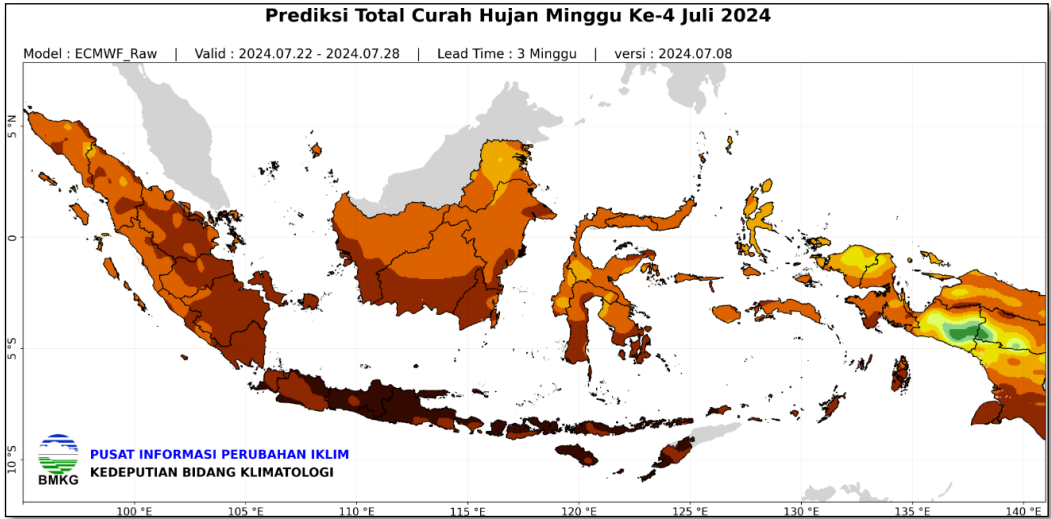 Prediksi Total Curah Hujan Minggu Ke-4 Juli 2024
Model : ECMWF_Raw | Valid : 2024.07.22 - 2024.07.28 | Lead Time : 3 Minggu | versi : 2024.07.08
5 °N
0
5 °S
10 °S
PUSAT INFORMASI PERUBAHAN IKLIM
KEDEPUTIAN BIDANG KLIMATOLOGI
BMKG
100 °E 105 °E 110 °E 115 °E 120 °E 125 °E 130 °E 135 °E 140 °E